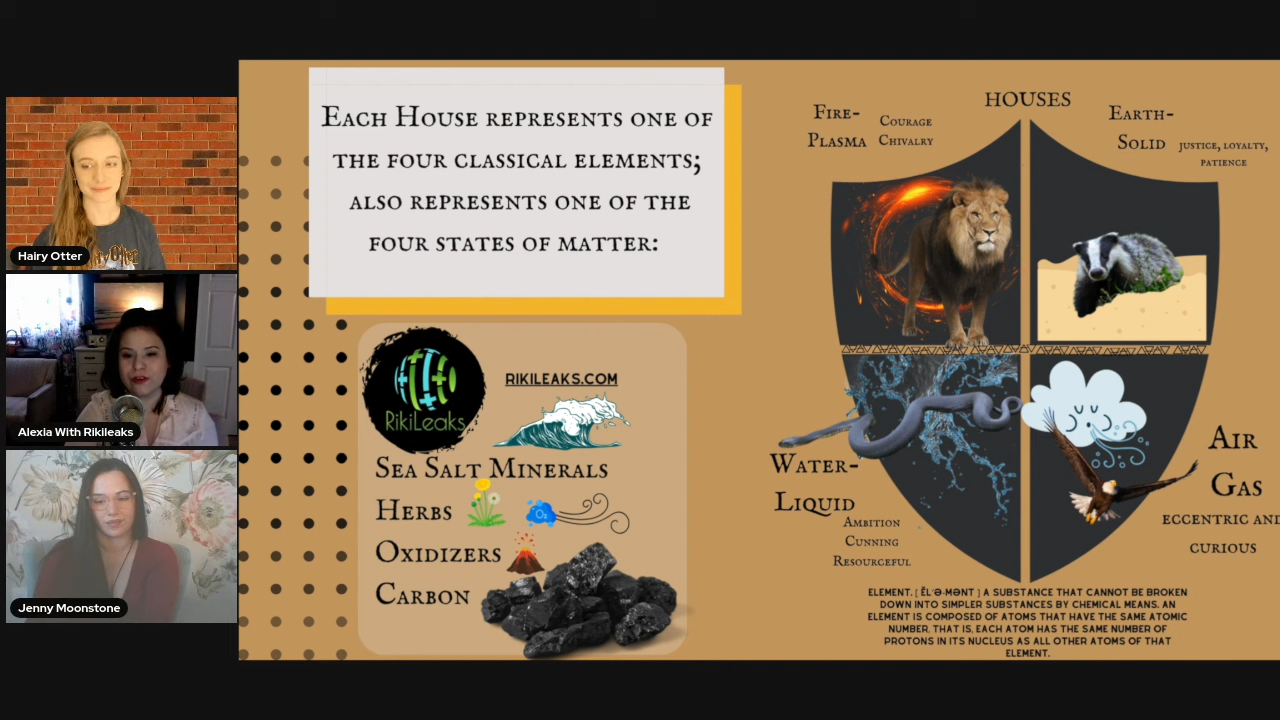 Hairy Otter
Alexia With Rikileaks
Jenny Moonstone
Each House represents one of
the four classical elements;
also represents one of the
four states of matter:
RikiLeaks
RIKILEAKS.COM
Sea Salt Minerals
Herbs
O₂
Oxidizers
Carbon
HOUSES
Fire-
Plasma
Courage
Chivalry
Earth-
Solid
justice, loyalty,
patience
Water-
Liquid
Ambition
Cunning
Resourceful
Air
Gas
eccentric and
curious
ELEMENT. [ ĔL′Ə-MƏNT ] A SUBSTANCE THAT CANNOT BE BROKEN
DOWN INTO SIMPLER SUBSTANCES BY CHEMICAL MEANS. AN
ELEMENT IS COMPOSED OF ATOMS THAT HAVE THE SAME ATOMIC
NUMBER, THAT IS, EACH ATOM HAS THE SAME NUMBER OF
PROTONS IN ITS NUCLEUS AS ALL OTHER ATOMS OF THAT
ELEMENT.